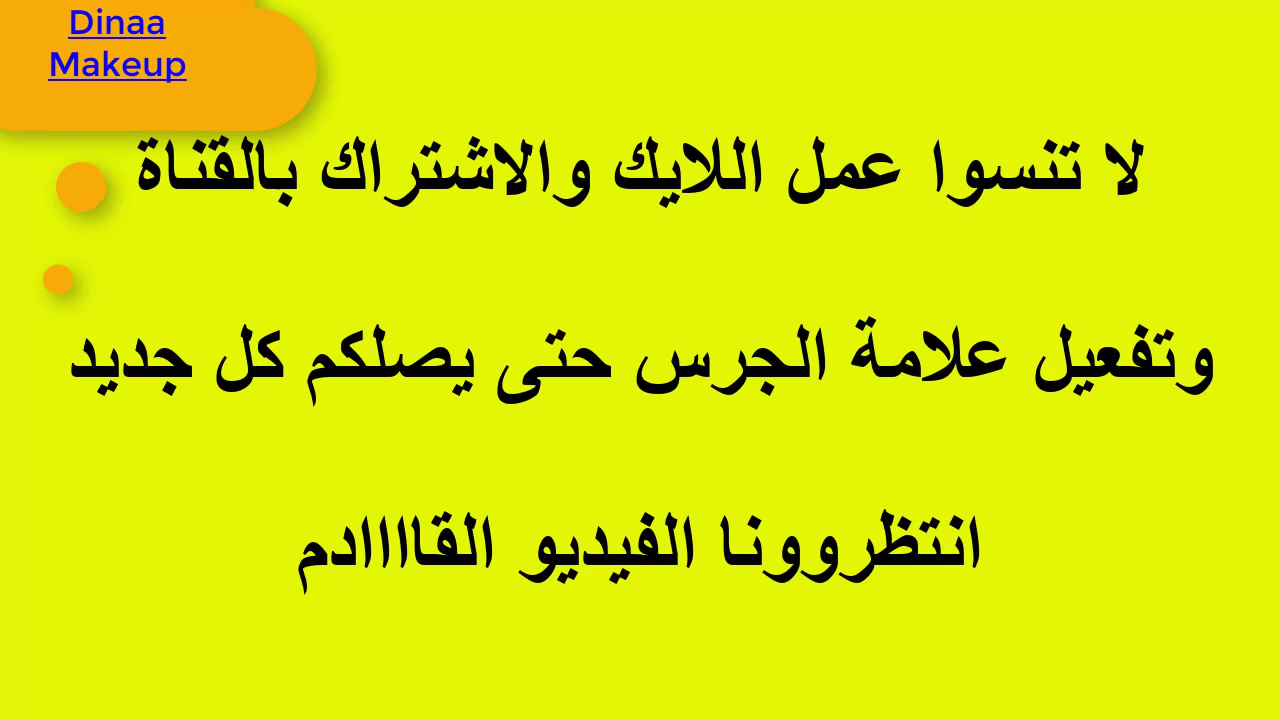 Dinaa
Makeup
لا تنسوا عمل اللايك والاشتراك بالقناة
وتفعيل علامة الجرس حتى يصلكم كل جديد
انتظروونا الفيديو القاااادم